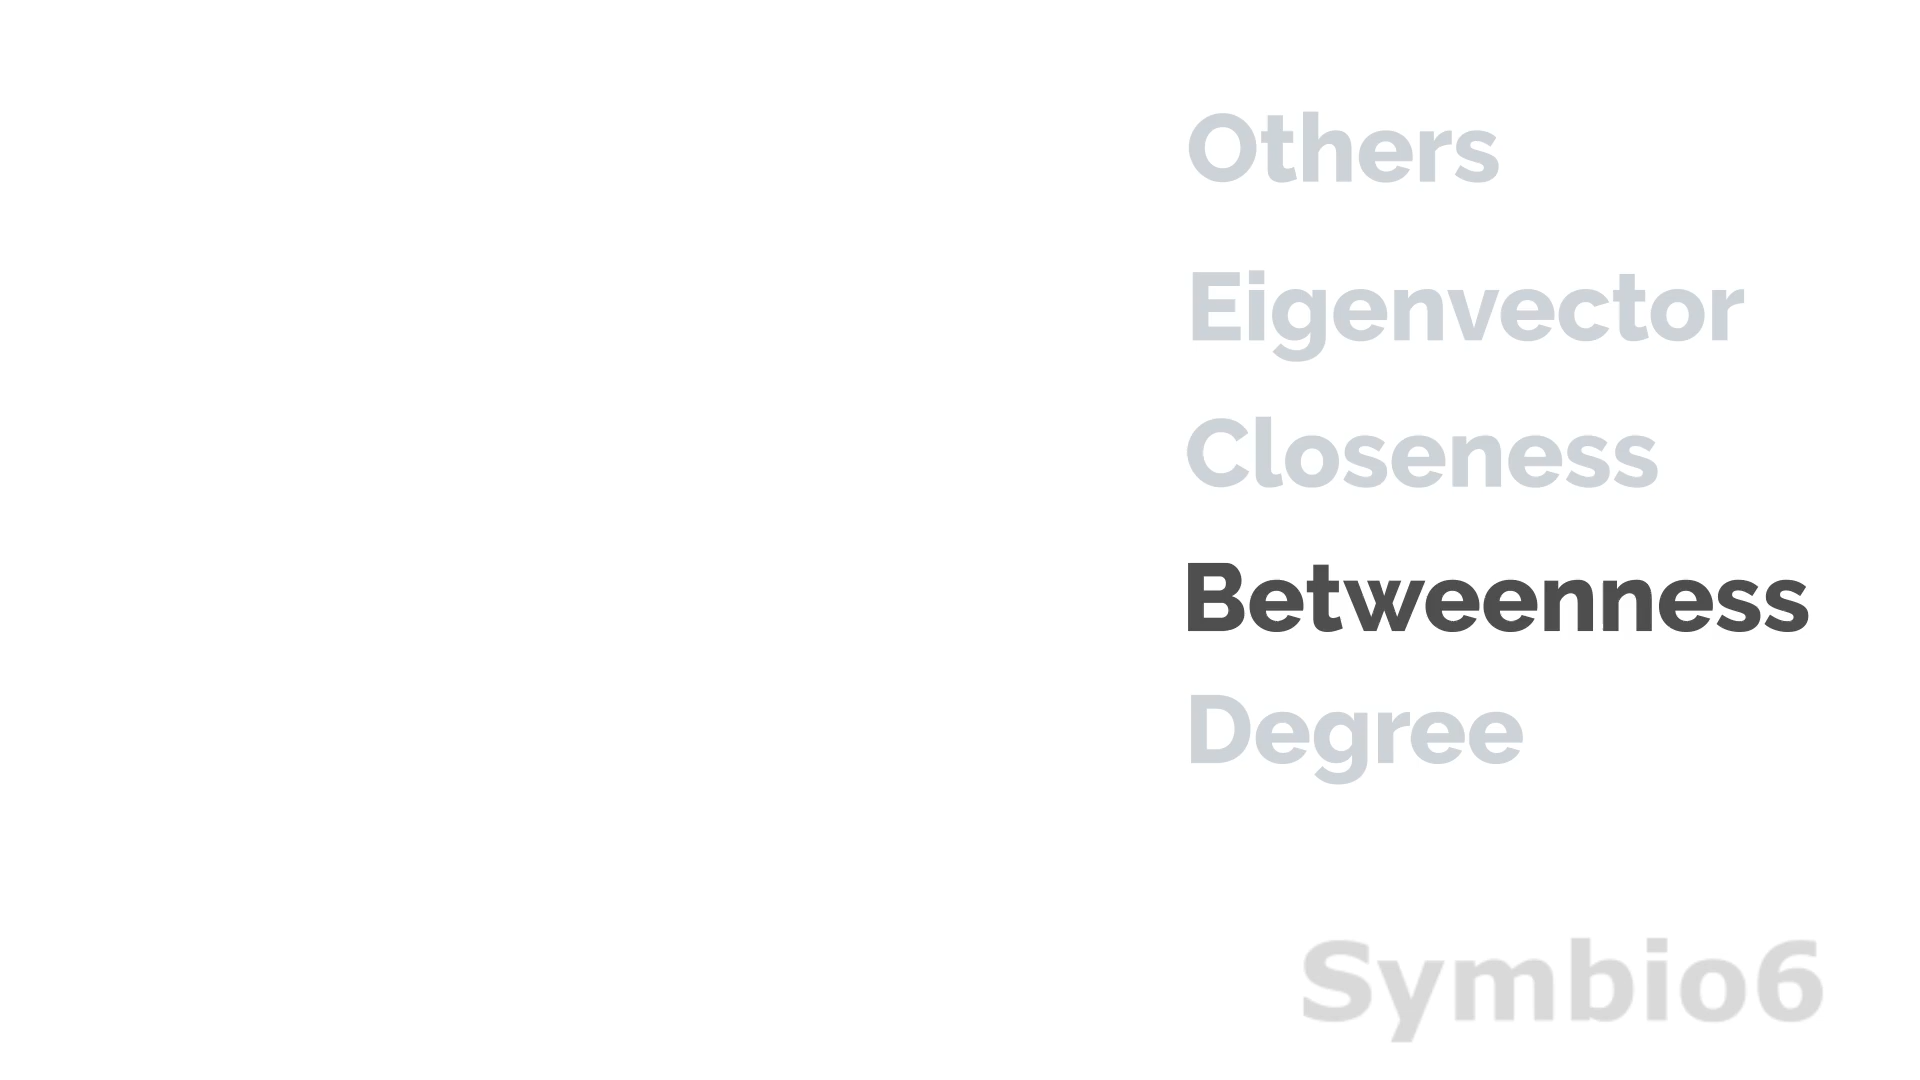 Others
Eigenvector
Closeness
Betweenness
Degree
Symbio6